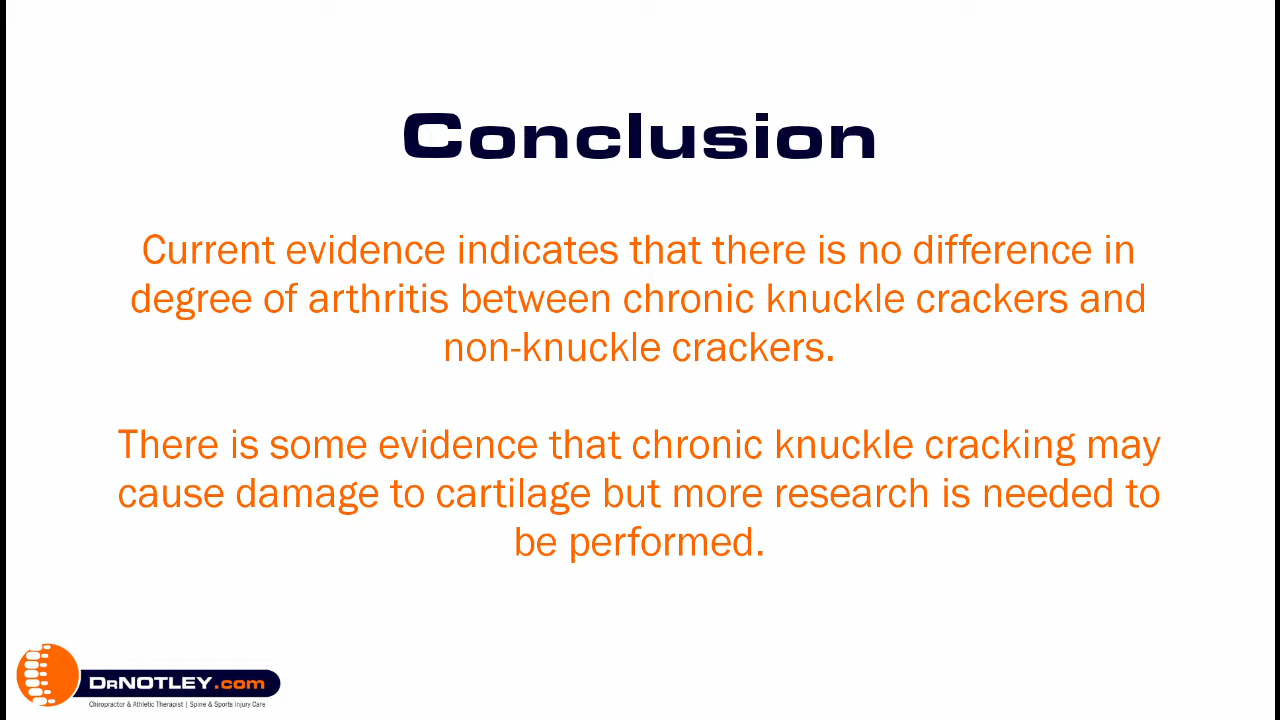 Conclusion
Current evidence indicates that there is no difference in
degree of arthritis between chronic knuckle crackers and
non-knuckle crackers.
There is some evidence that chronic knuckle cracking may
cause damage to cartilage but more research is needed to
be performed.
DRNOTLEY.com
Chiropractor & Athletic Therapist | Spine & Sports Injury Care